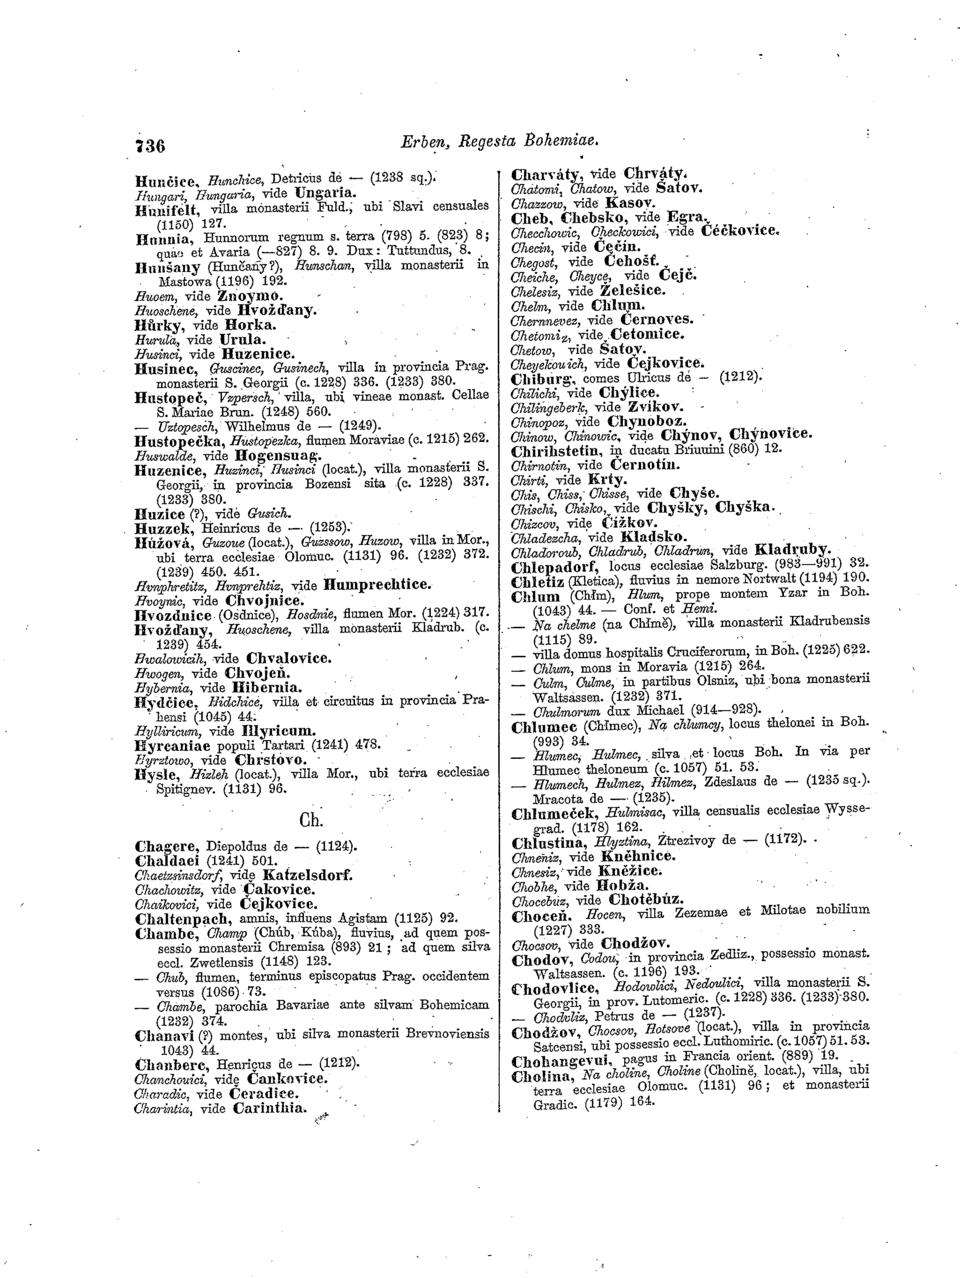 736
Erben, Regesta Bohemiae.
Hunčice, Hunchice, Detricus de — (1238 sq.).
Hungari, Hungaria, vide Ungaria.
Hunifelt, villa monasterii Fuld., ubi Slavi censuales
(1150) 127.
Hunnia, Hunnorum regnum s. terra (798) 5. (823) 8;
quae et Avaria (—827) 8. 9. Dux: Tuttundus, 8.
Hunšany (Hunčany?), Hunschan, villa monasterii in
Mastowa (1196) 192.
Huoem, vide Znoymo.
Huoschene, vide Hvožďany.
Hůrky, vide Horka.
Hurula, vide Urula.
Husinci, vide Huzenice.
Husinec, Guscinec, Gusinech, villa in provincia Prag.
monasterii S. Georgii (c. 1228) 336. (1233) 380.
Hustopeč, Vzpersch, villa, ubi vineae monast. Cellae
S. Mariae Brun. (1248) 560.
— Uztopesch, Wilhelmus de — (1249).
Hustopečka, Hustopezka, flumen Moraviae (c. 1215) 262.
Huswalde, vide Hogensuag.
Huzenice, Huzinci, Husinci (locat.), villa monasterii S.
Georgii, in provincia Bozensi sita (c. 1228) 337.
(1233) 380.
Huzice (?), vide Gusich.
Huzzek, Heinricus de — (1253).
Húžová, Guzoue (locat.), Guzssow, Huzow, villa in Mor.,
ubi terra ecclesiae Olomuc. (1131) 96. (1232) 372.
(1239) 450. 451.
Hvnphretitz, Hvnprehtiz, vide Humprechtice.
Hvoynic, vide Chvojnice.
Hvozdnice (Osdnice), Hosdnie, flumen Mor. (1224) 317.
Hvožďany, Huoschene, villa monasterii Kladrub. (c.
1239) 454.
Hwalowicih, vide Chvalovice.
Hwogen, vide Chvojeň.
Hybernia, vide Hibernia.
Hydčice, Hidchice, villa et circuitus in provincia Pra-
hensi (1045) 44.
Hylliricum, vide Illyricum.
Hyrcaniae populi Tartari (1241) 478.
Hyrztowo, vide Chrstovo.
Hysle, Hizleh (locat.), villa Mor., ubi terra ecclesiae
Spitignev. (1131) 96.
Ch.
Chagere, Diepoldus de — (1124).
Chaldaei (1241) 501.
Chaetzsinsdorf, vide Katzelsdorf.
Chachowitz, vide Čakovice.
Chaikovici, vide Čejkovice.
Chaltenpach, amnis, influens Agistam (1125) 92.
Chambe, Champ (Chúb, Kúba), fluvius, ad quem pos-
sessio monasterii Chremisa (893) 21; ad quem silva
eccl. Zwetlensis (1148) 123.
— Chub, flumen, terminus episcopatus Prag. occidentem
versus (1086) 73.
— Chambe, parochia Bavariae ante silvam Bohemicam
(1232) 374.
Chanavi (?) montes, ubi silva monasterii Brevnoviensis
1043) 44.
Chanberc, Henricus de — (1212).
Chanchouici, vide Čankovice.
Charadic, vide Čeradice.
Charintia, vide Carinthia.
Charváty, vide Chrváty.
Chatomi, Chatow, vide Šatov.
Chazzow, vide Kasov.
Cheb, Chebsko, vide Egra.
Checchowic, Checkowici, vide Čéčkovice.
Checin, vide Čečín.
Chegost, vide Čehošť.
Cheiche, Cheyce, vide Čejč.
Chelesiz, vide Želešice.
Chelm, vide Chlum.
Chernnevez, vide Černoves.
Chetomiz, vide Četomice.
Chetow, vide Šatov.
Cheyekouich, vide Čejkovice.
Chiburg, comes Ulricus de — (1212).
Chilichi, vide Chýlice.
Chilingeberk, vide Zvíkov.
Chinopoz, vide Chynoboz.
Chinow, Chinowic, vide Chýnov, Chýnovice.
Chirihstetin, in ducatu Briunini (860) 12.
Chirnotin, vide Černotín.
Chirti, vide Krty.
Chis, Chiss, Chisse, vide Chyše.
Chischi, Chisko, vide Chyšky, Chyška.
Chizcov, vide Čížkov.
Chladezcha, vide Kladsko.
Chladoroub, Chladrub, Chladrun, vide Kladruby.
Chlepadorf, locus ecclesiae Salzburg. (983—991) 32.
Chletiz (Kletica), fluvius in nemore Nortwalt (1194) 190.
Chlum (Chłm), Hlum, prope montem Yzar in Boh.
(1043) 44. — Conf. et Hemi.
— Na chelme (na Chłmě), villa monasterii Kladrubensis
(1115) 89.
— villa domus hospitalis Cruciferorum, in Boh. (1225) 622.
— Chlum, mons in Moravia (1215) 264.
— Culm, Culme, in partibus Olsniz, ubi bona monasterii
Waltsassen. (1232) 371.
— Chulmorum dux Michael (914—928).
Chlumec (Chłmec), Na chlumcy, locus thelonei in Boh.
(993) 34.
— Hlumec, Hulmec, silva et locus Boh. In via per
Hlumec theloneum (c. 1057) 51. 53.
— Hlumech, Hulmez, Hilmez, Zdeslaus de — (1235 sq.).
Mracota de — (1235).
Chlumeček, Hulmisac, villa censualis ecclesiae Wysse-
grad. (1178) 162.
Chlustina, Hlyztina, Ztrezivoy de — (1172).
Chneniz, vide Kněhnice.
Chnesiz, vide Kněžice.
Chobhe, vide Hobža.
Chocebuz, vide Chotěbúz.
Choceň, Hocen, villa Zezemae et Milotae nobilium
(1227) 333.
Chocsov, vide Chodžov.
Chodov, Codou, in provincia Zedliz., possessio monast.
Waltsassen. (c. 1196) 193.
Chodovlice, Hodowlici, Nedoulici, villa monasterii S.
Georgii, in prov. Lutomeric. (c. 1228) 336. (1233) 380.
— Chodvliz, Petrus de — (1237).
Chodžov, Chocsov, Hotsove (locat.), villa in provincia
Satcensi, ubi possessio eccl. Luthomiric. (c. 1057) 51. 53.
Chohangevui, pagus in Francia orient. (889) 19.
Cholina, Na choline, Choline (Cholině, locat.), villa, ubi
terra ecclesiae Olomuc. (1131) 96; et monasterii
Gradic. (1179) 164.